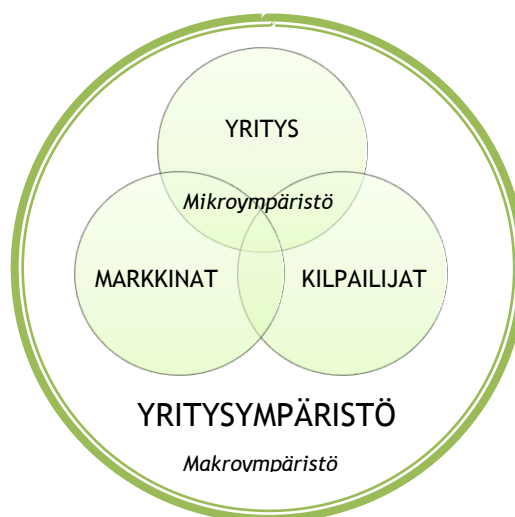 YRITYS
Mikroympäristö
MARKKINAT
KILPAILIJAT
YRITYSYMPÄRISTÖ
Makroympäristö